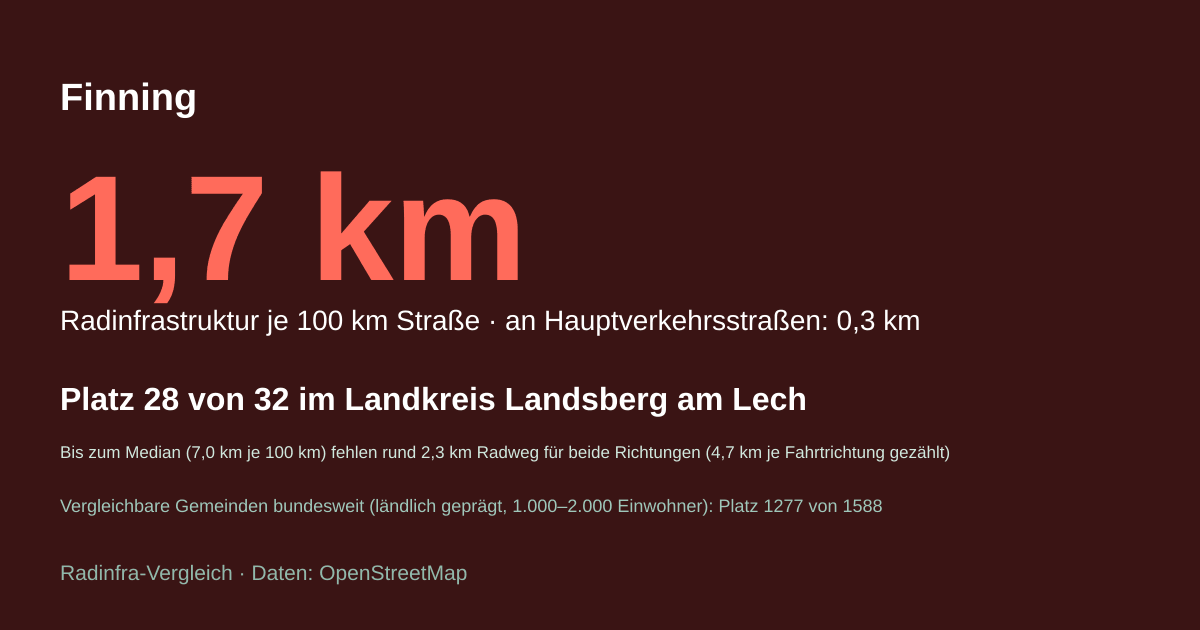 Finning
1,7 km
Radinfrastruktur je 100 km Straße · an Hauptverkehrsstraßen: 0,3 km
Platz 28 von 32 im Landkreis Landsberg am Lech
Bis zum Median (7,0 km je 100 km) fehlen rund 2,3 km Radweg für beide Richtungen (4,7 km je Fahrtrichtung gezählt)
Vergleichbare Gemeinden bundesweit (ländlich geprägt, 1.000–2.000 Einwohner): Platz 1277 von 1588
Radinfra-Vergleich · Daten: OpenStreetMap